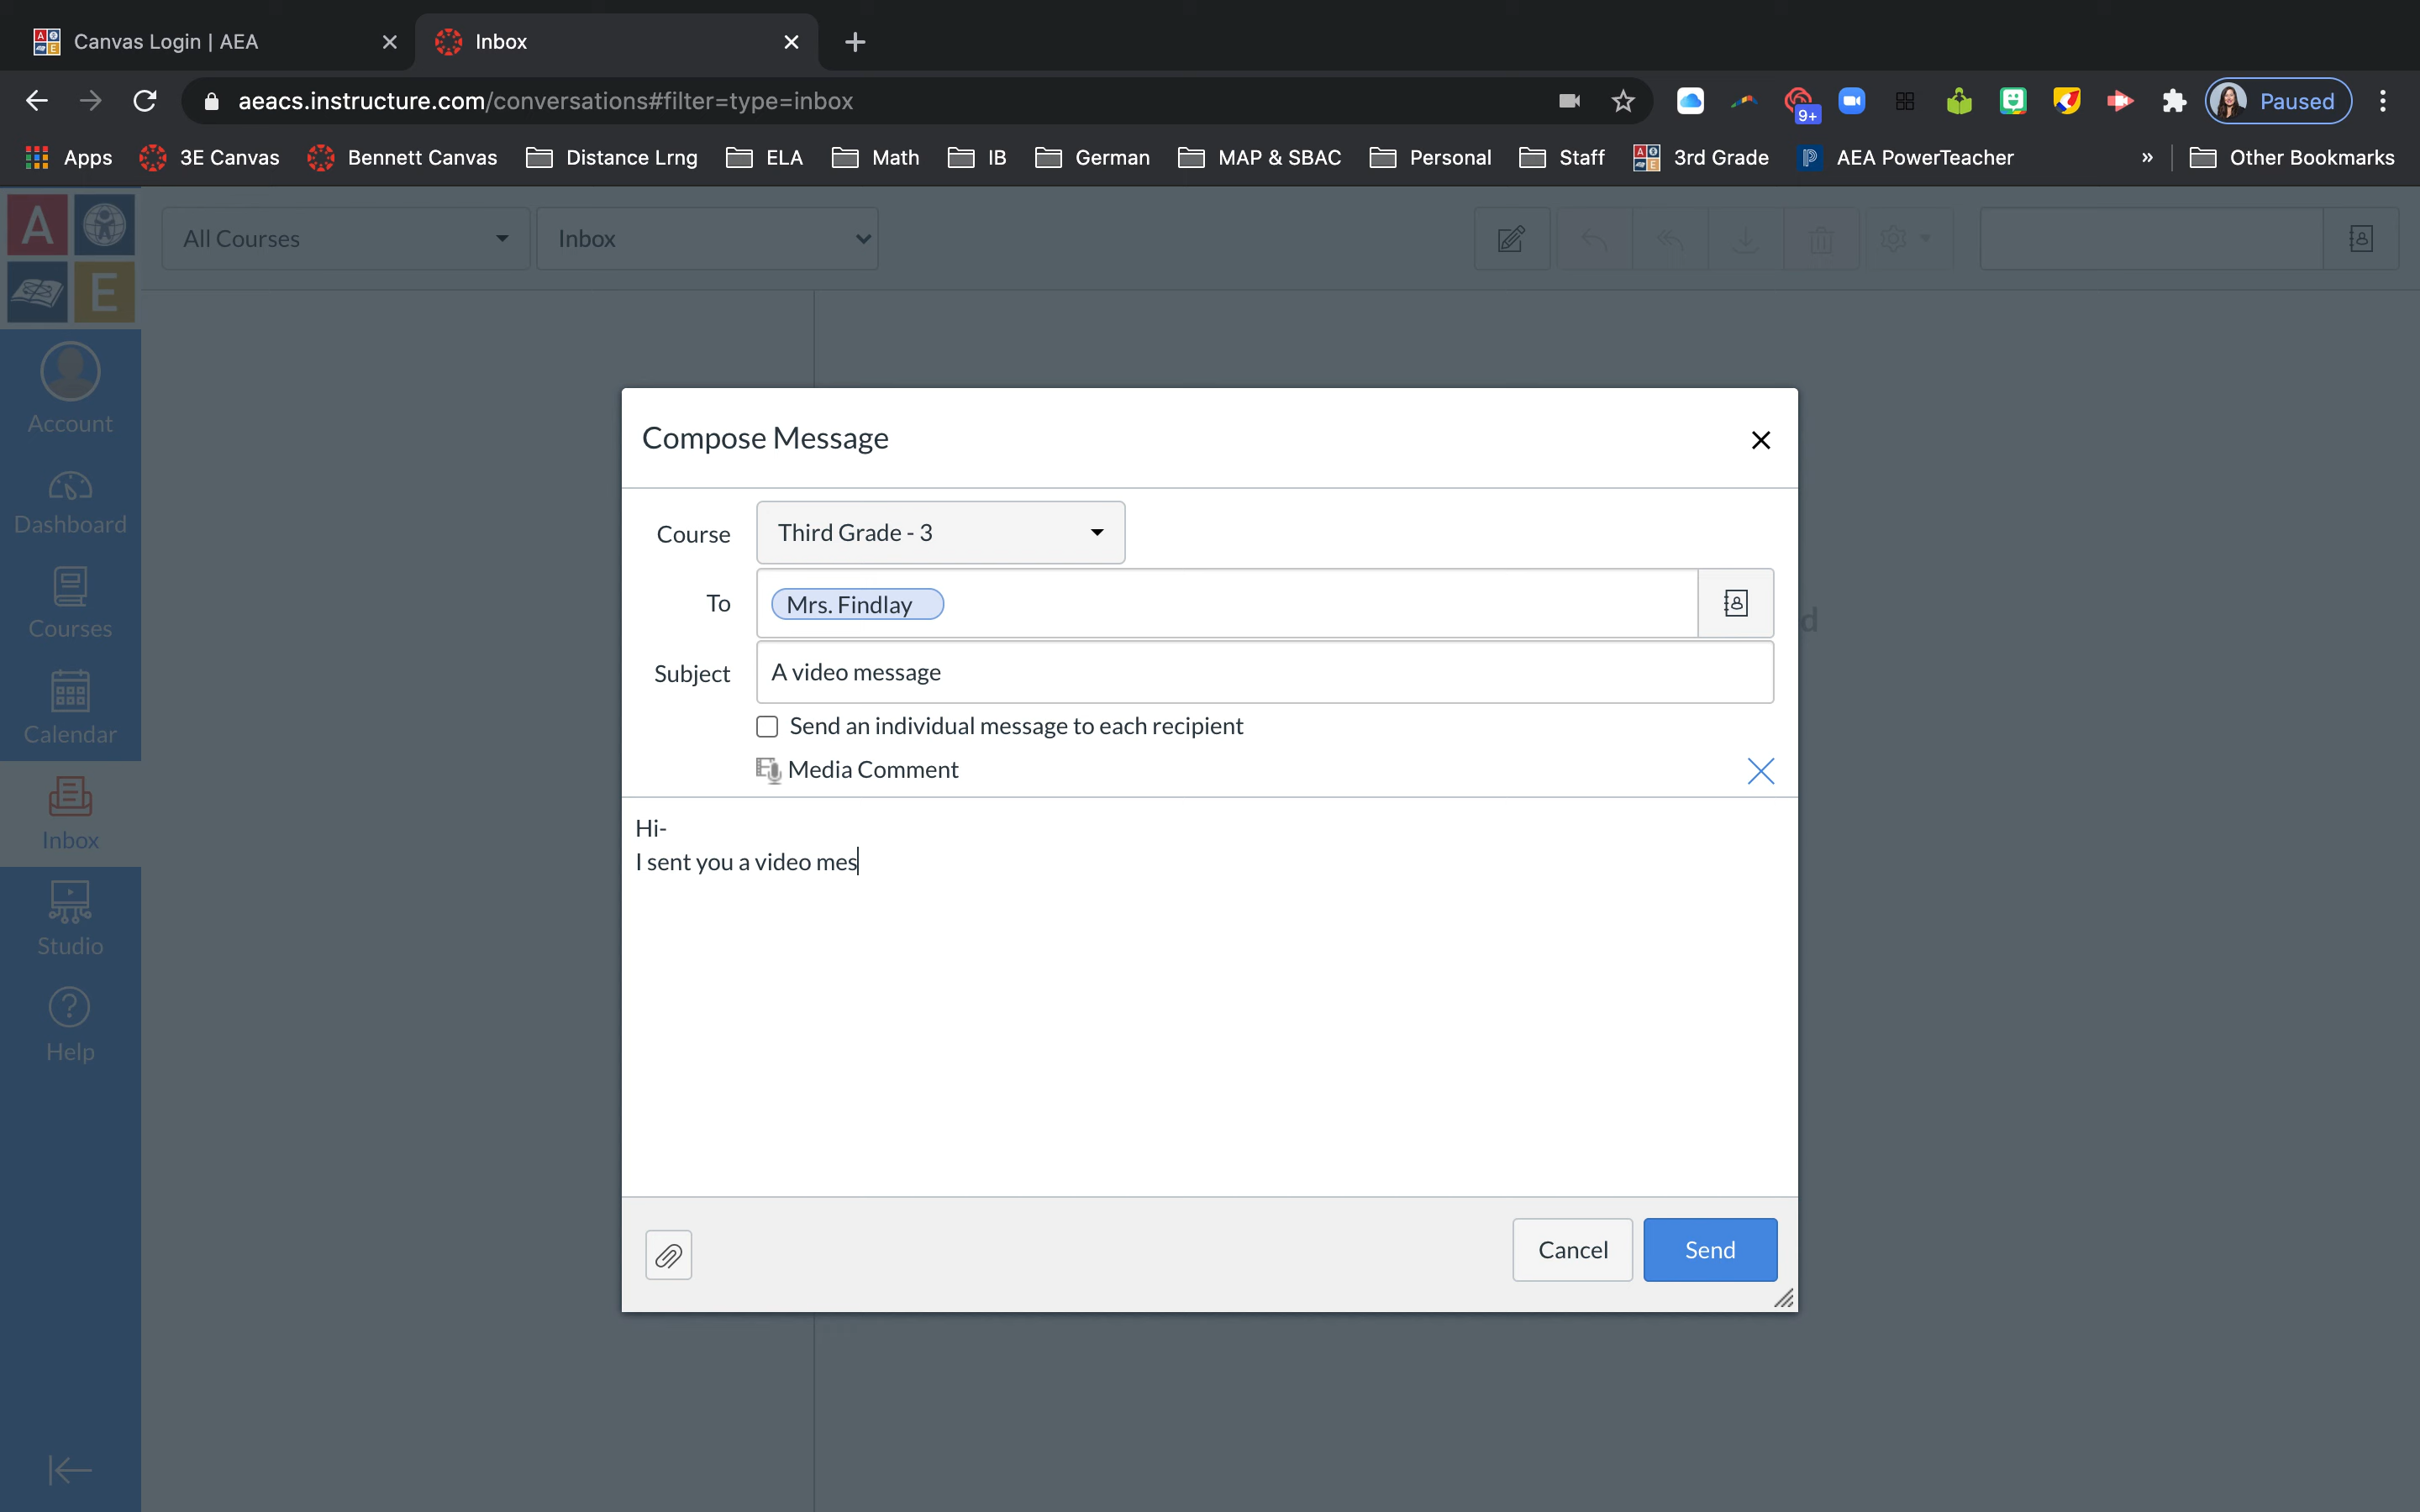 Canvas Login | AEA
Inbox
aeacs.instructure.com/conversations#filter=type=inbox
9+
Paused
Apps
3E Canvas
Bennett Canvas
Distance Lrng
ELA
Math
IB
German
MAP & SBAC
Personal
Staff
3rd Grade
AEA PowerTeacher
»
Other Bookmarks
A
E
All Courses
Inbox
Account
Dashboard
Courses
Calendar
Inbox
Studio
Help
Compose Message
Course
Third Grade - 3
To
Mrs. Findlay
d
Subject
A video message
Send an individual message to each recipient
Media Comment
Hi-
I sent you a video mes
Cancel
Send